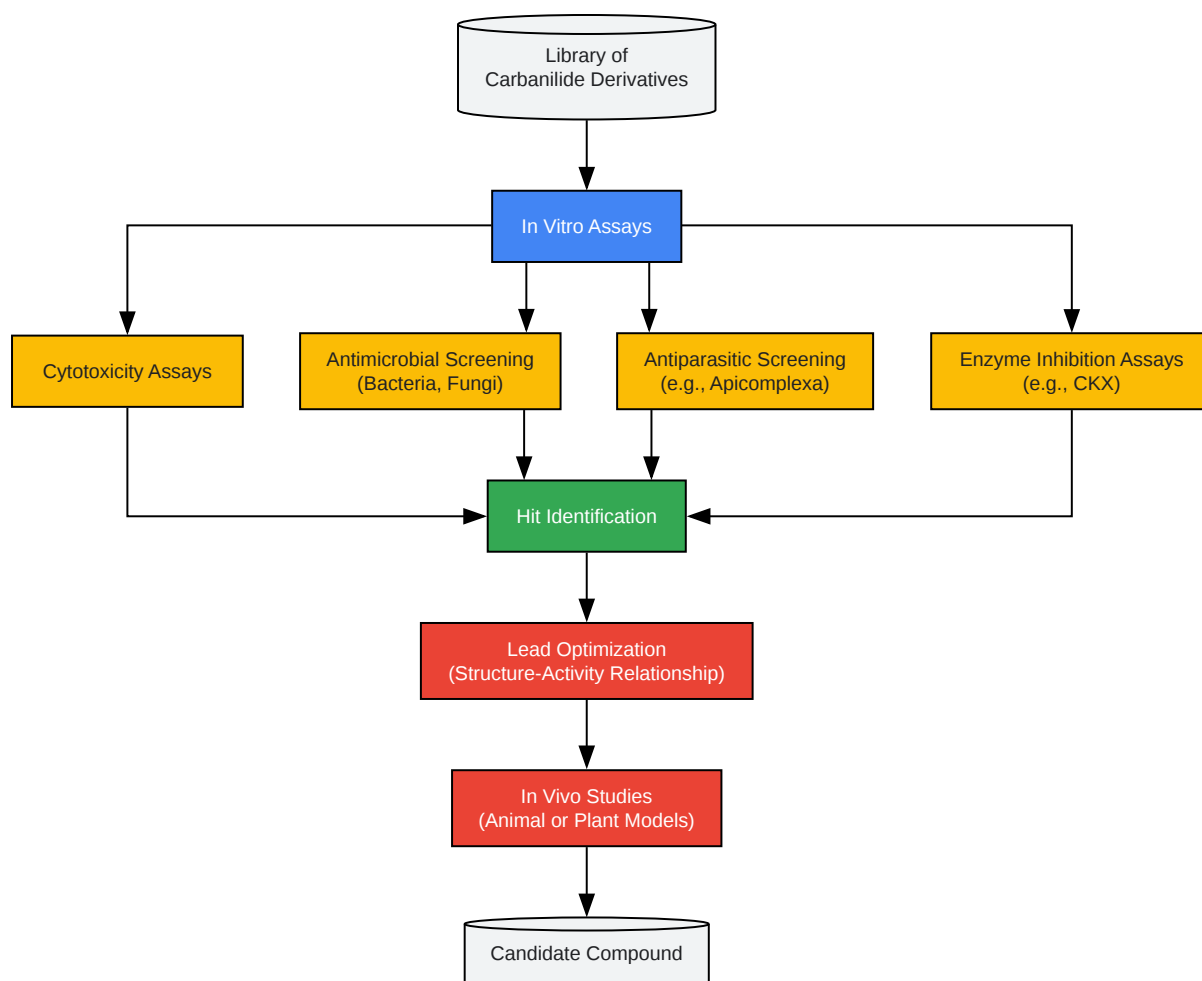 Library of
Carbanilide Derivatives
In Vitro Assays
Cytotoxicity Assays
Antimicrobial Screening
(Bacteria, Fungi)
Antiparasitic Screening
(e.g., Apicomplexa)
Enzyme Inhibition Assays
(e.g., CKX)
Hit Identification
Lead Optimization
(Structure-Activity Relationship)
In Vivo Studies
(Animal or Plant Models)
Candidate Compound